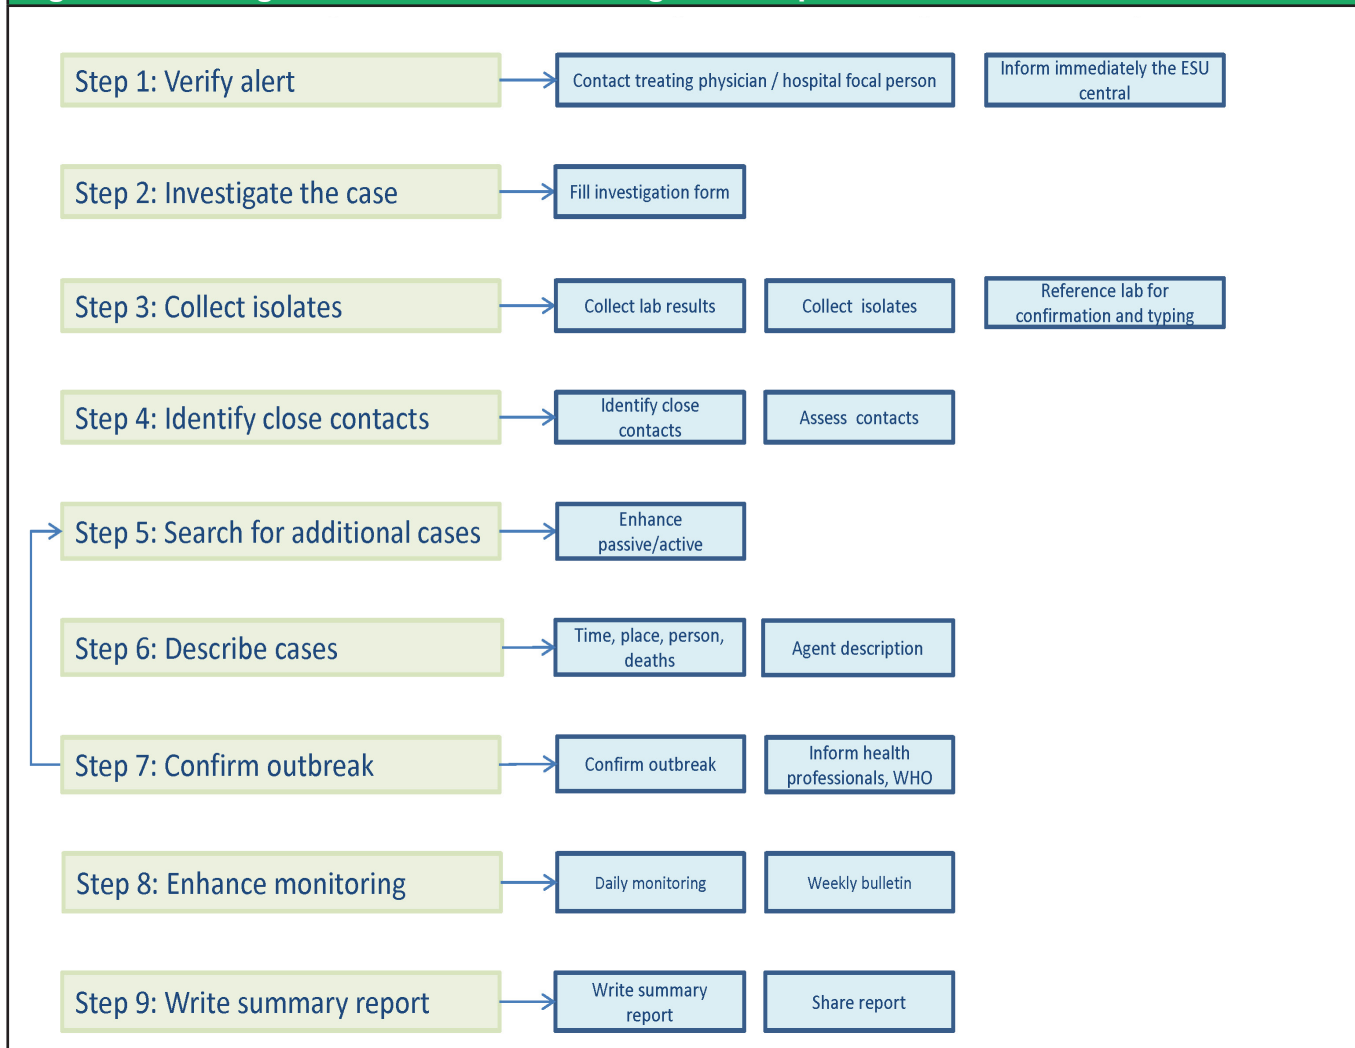 Step 1: Verify alert
Contact treating physician / hospital focal person
Inform immediately the ESU
central
Step 2: Investigate the case
Fill investigation form
Step 3: Collect isolates
Collect lab results
Collect isolates
Reference lab for
confirmation and typing
Step 4: Identify close contacts
Identify close
contacts
Assess contacts
Step 5: Search for additional cases
Enhance
passive/active
Step 6: Describe cases
Time, place, person,
deaths
Agent description
Step 7: Confirm outbreak
Confirm outbreak
Inform health
professionals, WHO
Step 8: Enhance monitoring
Daily monitoring
Weekly bulletin
Step 9: Write summary report
Write summary
report
Share report